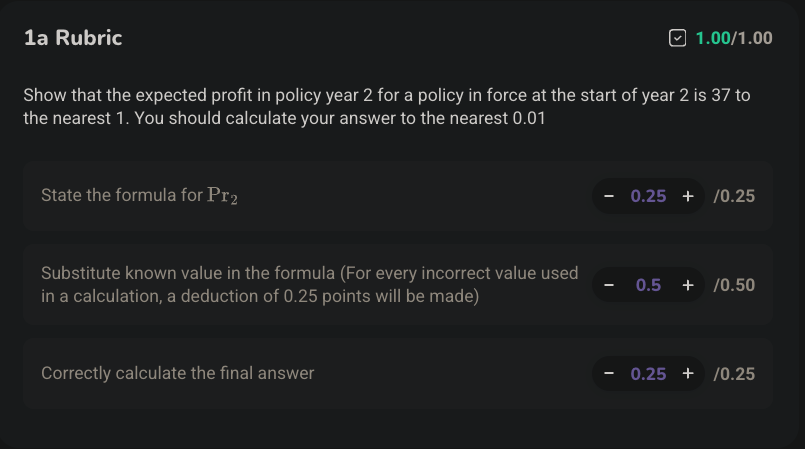 1a Rubric
1.00/1.00
Show that the expected profit in policy year 2 for a policy in force at the start of year 2 is 37 to
the nearest 1. You should calculate your answer to the nearest 0.01
State the formula for Pr₂
− 0.25 + /0.25
Substitute known value in the formula (For every incorrect value used
in a calculation, a deduction of 0.25 points will be made)
− 0.5 + /0.50
Correctly calculate the final answer
− 0.25 + /0.25